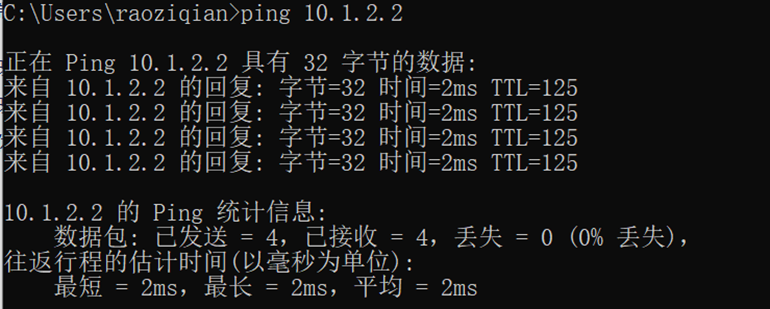 C:\Users\raoziqian>ping 10.1.2.2
正在 Ping 10.1.2.2 具有 32 字节的数据:
来自 10.1.2.2 的回复: 字节=32 时间=2ms TTL=125
来自 10.1.2.2 的回复: 字节=32 时间=2ms TTL=125
来自 10.1.2.2 的回复: 字节=32 时间=2ms TTL=125
来自 10.1.2.2 的回复: 字节=32 时间=2ms TTL=125
10.1.2.2 的 Ping 统计信息:
数据包: 已发送 = 4，已接收 = 4，丢失 = 0 (0% 丢失)，
往返行程的估计时间(以毫秒为单位):
最短 = 2ms，最长 = 2ms，平均 = 2ms